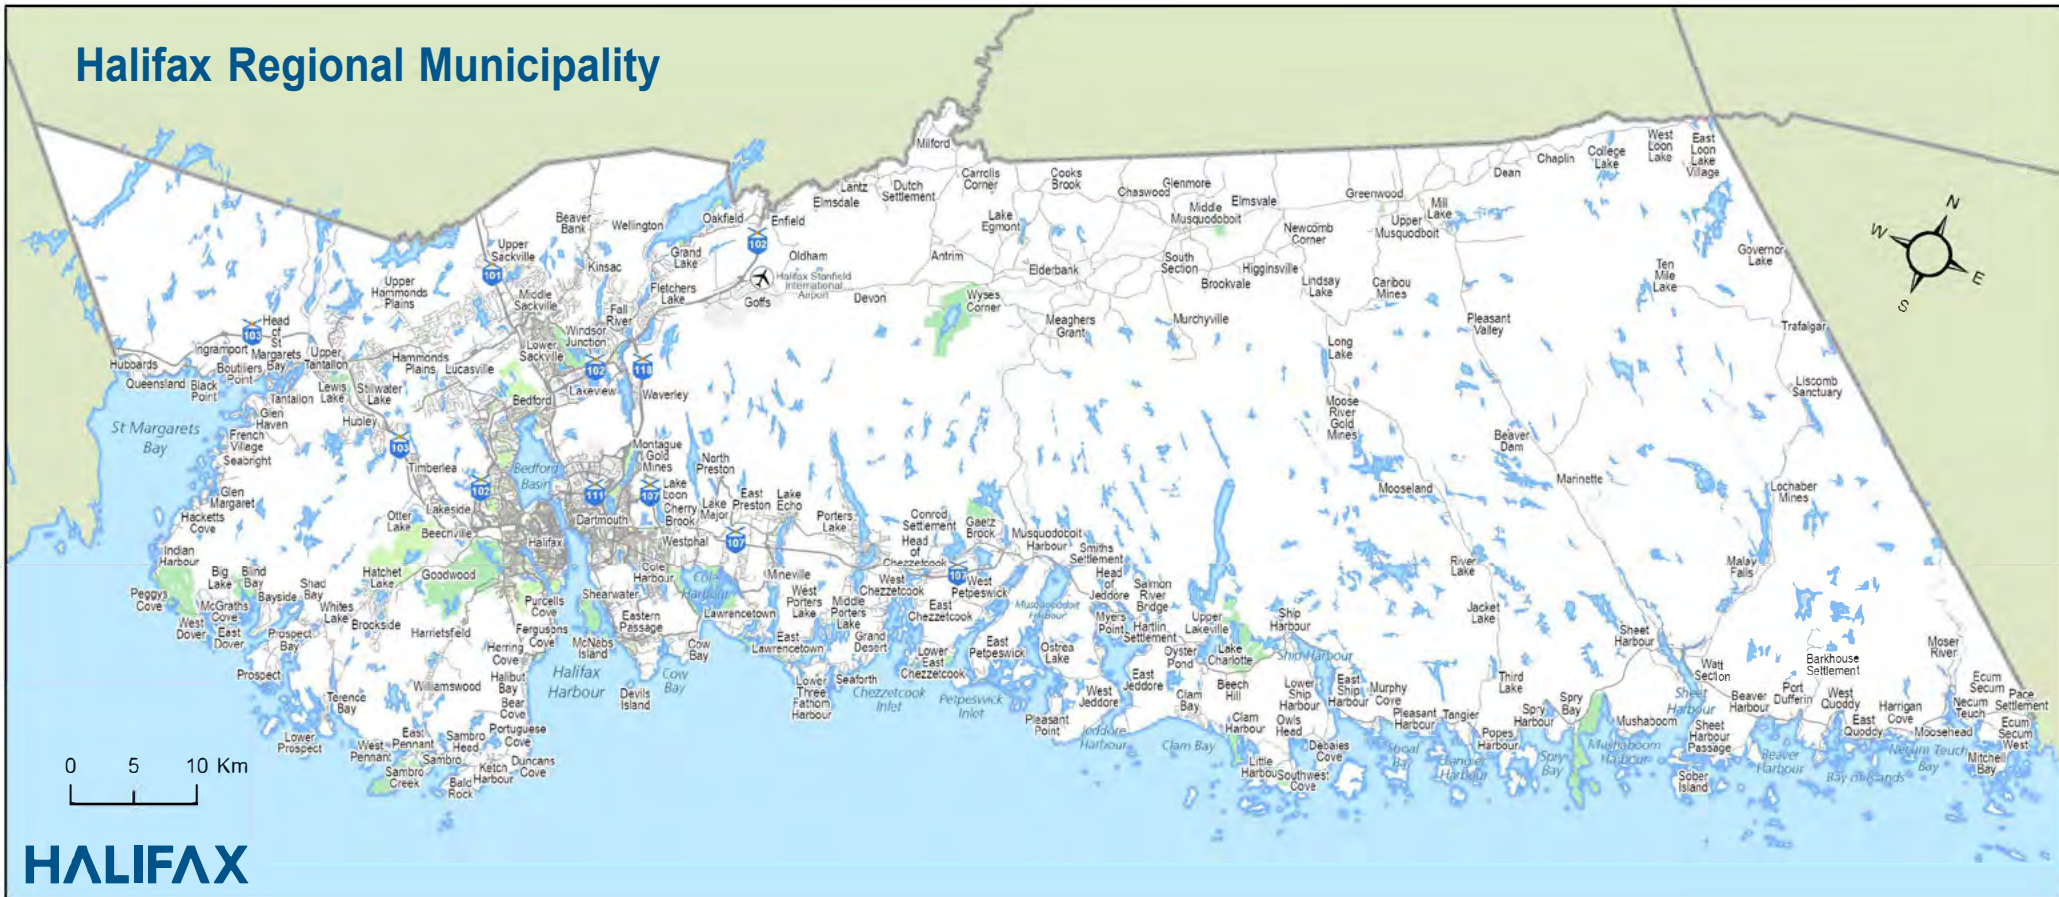 Halifax Regional Municipality
Milford
Lantz
Elmsdale
Dutch
Settlement
Carrolls
Corner
Cooks
Brook
Chaswood
Glenmore
Middle
Musquodoboit
Elmsvale
Greenwood
Mill
Lake
Upper
Musquodboit
Dean
Chaplin
College
Lake
West
Loon
Lake
East
Loon
Lake
Village
N
W
E
S
Beaver
Bank
Wellington
Oakfield
Enfield
102
Lake
Egmont
Newcomb
Corner
Governor
Lake
Upper
Sackville
101
Kinsac
Grand
Lake
Oldham
Halifax Stanfield
International
Airport
Antrim
Elderbank
South
Section
Higginsville
Brookvale
Lindsay
Lake
Caribou
Mines
Ten
Mile
Lake
Upper
Hammonds
Plains
Middle
Sackville
Fletchers
Lake
Goffs
Devon
Wyses
Corner
Fall
River
Meaghers
Grant
Murchyville
Pleasant
Valley
Trafalgar
103
Head
of
St
Margarets
Bay
Ingramport
Hubbards
Queensland
Black
Point
Boutiliers
Point
Upper
Tantallon
Hammonds
Plains
Lucasville
Lower
Sackville
Windsor
Junction
102
118
Long
Lake
Lakeview
Waverley
Lewis
Lake
Stillwater
Lake
Tantallon
Bedford
Liscomb
Sanctuary
Glen
Haven
Hubley
French
Village
Seabright
St Margarets
Bay
103
Moose
River
Gold
Mines
Beaver
Dam
Montague
Gold
Mines
North
Preston
Timberlea
Bedford
Basin
102
111
107
Lake
Loon
Cherry
Brook
Lake
Major
East
Preston
Lake
Echo
Mooseland
Marinette
Lochaber
Mines
Glen
Margaret
Hacketts
Cove
Otter
Lake
Lakeside
Beechville
Halifax
Dartmouth
Westphal
107
Porters
Lake
Conrod
Settlement
Gaetz
Brook
Head
of
Chezzetcook
Musquodoboit
Harbour
Smiths
Settlement
Indian
Harbour
Big
Lake
Blind
Bay
Bayside
Shad
Bay
Hatchet
Lake
Goodwood
Cole
Harbour
Cole
Harbour
Mineville
West
Chezzetcook
107
West
Petpeswick
Head
of
Jeddore
Salmon
River
Bridge
River
Lake
Malay
Falls
Peggys
Cove
West
Dover
McGraths
Cove
East
Dover
Whites
Lake
Brookside
Purcells
Cove
Shearwater
Eastern
Passage
Lawrencetown
West
Porters
Lake
Middle
Porters
Lake
East
Chezzetcook
Musquodoboit
Harbour
Myers
Point
Hartlin
Settlement
Upper
Lakeville
Ship
Harbour
Jacket
Lake
Sheet
Harbour
Prospect
Bay
Prospect
Harrietsfield
Fergusons
Cove
Herring
Cove
McNabs
Island
Halifax
Harbour
Cow
Bay
Cow
Bay
East
Lawrencetown
Grand
Desert
Lower
East
Chezzetcook
East
Petpeswick
Ostrea
Lake
Oyster
Pond
Lake
Charlotte
Ship Harbour
Moser
River
Barkhouse
Settlement
Watt
Section
Terence
Bay
Williamswood
Halibut
Bay
Bear
Cove
Devils
Island
Lower
Three
Fathom
Harbour
Seaforth
Chezzetcook
Inlet
Petpeswick
Inlet
West
Jeddore
East
Jeddore
Clam
Bay
Beech
Hill
Lower
Ship
Harbour
East
Ship
Harbour
Murphy
Cove
Third
Lake
Spry
Bay
Sheet
Harbour
Beaver
Harbour
Port
Dufferin
West
Quoddy
Ecum
Secum
Necum
Teuch
Pace
Settlement
Lower
Prospect
West
Pennant
East
Pennant
Sambro
Head
Sambro
Portuguese
Cove
Pleasant
Point
Jeddore
Harbour
Clam Bay
Clam
Harbour
Owls
Head
Pleasant
Harbour
Tangier
Popes
Harbour
Spry
Harbour
Mushaboom
Sheet
Harbour
Passage
East
Quoddy
Harrigan
Cove
Moosehead
Ecum
Secum
West
Sambro
Creek
Bald
Rock
Ketch
Harbour
Duncans
Cove
Little
Harbour
Southwest
Cove
Debaies
Cove
Shoal
Bay
Tangier
Harbour
Spry
Bay
Mushaboom
Harbour
Sober
Island
Beaver
Harbour
Bay of Islands
Necum Teuch
Bay
Mitchell
Bay
0 5 10 Km
HALIFAX